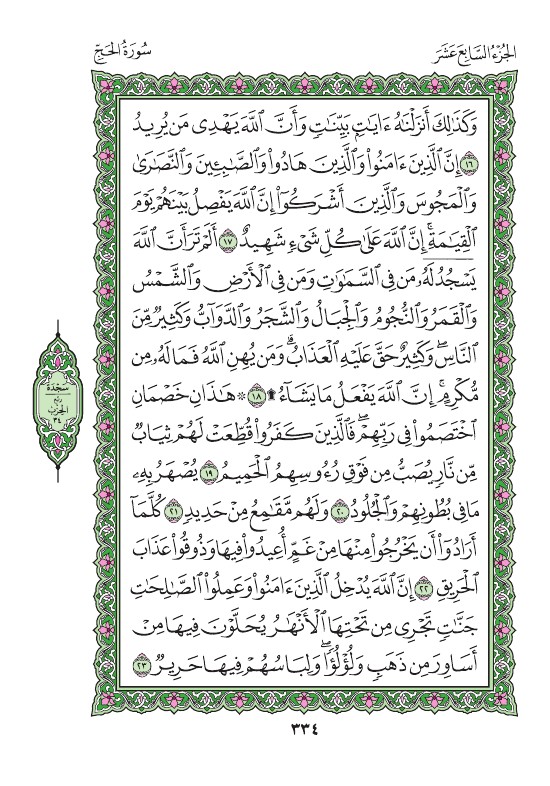 الجُزْءُ السَّابِعَ عَشَرَ
سُورَةُ الحَجِّ
وَكَذَٰلِكَ أَنزَلْنَٰهُ ءَايَٰتٍۭ بَيِّنَٰتٍ وَأَنَّ ٱللَّهَ يَهْدِى مَن يُرِيدُ
١٦ إِنَّ ٱلَّذِينَ ءَامَنُوا۟ وَٱلَّذِينَ هَادُوا۟ وَٱلصَّٰبِـِٔينَ وَٱلنَّصَٰرَىٰ
وَٱلْمَجُوسَ وَٱلَّذِينَ أَشْرَكُوٓا۟ إِنَّ ٱللَّهَ يَفْصِلُ بَيْنَهُمْ يَوْمَ
ٱلْقِيَٰمَةِۚ إِنَّ ٱللَّهَ عَلَىٰ كُلِّ شَىْءٍ شَهِيدٌ ١٧ أَلَمْ تَرَ أَنَّ ٱللَّهَ
يَسْجُدُ لَهُۥ مَن فِى ٱلسَّمَٰوَٰتِ وَمَن فِى ٱلْأَرْضِ وَٱلشَّمْسُ
وَٱلْقَمَرُ وَٱلنُّجُومُ وَٱلْجِبَالُ وَٱلشَّجَرُ وَٱلدَّوَآبُّ وَكَثِيرٌ مِّنَ
ٱلنَّاسِۖ وَكَثِيرٌ حَقَّ عَلَيْهِ ٱلْعَذَابُۗ وَمَن يُهِنِ ٱللَّهُ فَمَا لَهُۥ مِن
مُّكْرِمٍۚ إِنَّ ٱللَّهَ يَفْعَلُ مَا يَشَآءُ ۩ ١٨ ۞ هَٰذَانِ خَصْمَانِ
ٱخْتَصَمُوا۟ فِى رَبِّهِمْۖ فَٱلَّذِينَ كَفَرُوا۟ قُطِّعَتْ لَهُمْ ثِيَابٌ
مِّن نَّارٍ يُصَبُّ مِن فَوْقِ رُءُوسِهِمُ ٱلْحَمِيمُ ١٩ يُصْهَرُ بِهِۦ
مَا فِى بُطُونِهِمْ وَٱلْجُلُودُ ٢٠ وَلَهُم مَّقَٰمِعُ مِنْ حَدِيدٍ ٢١ كُلَّمَآ
أَرَادُوٓا۟ أَن يَخْرُجُوا۟ مِنْهَا مِنْ غَمٍّ أُعِيدُوا۟ فِيهَا وَذُوقُوا۟ عَذَابَ
ٱلْحَرِيقِ ٢٢ إِنَّ ٱللَّهَ يُدْخِلُ ٱلَّذِينَ ءَامَنُوا۟ وَعَمِلُوا۟ ٱلصَّٰلِحَٰتِ
جَنَّٰتٍ تَجْرِى مِن تَحْتِهَا ٱلْأَنْهَٰرُ يُحَلَّوْنَ فِيهَا مِنْ
أَسَاوِرَ مِن ذَهَبٍ وَلُؤْلُؤًاۖ وَلِبَاسُهُمْ فِيهَا حَرِيرٌ ٢٣
سجدة
ربع
الحزب
٣٤
٣٣٤